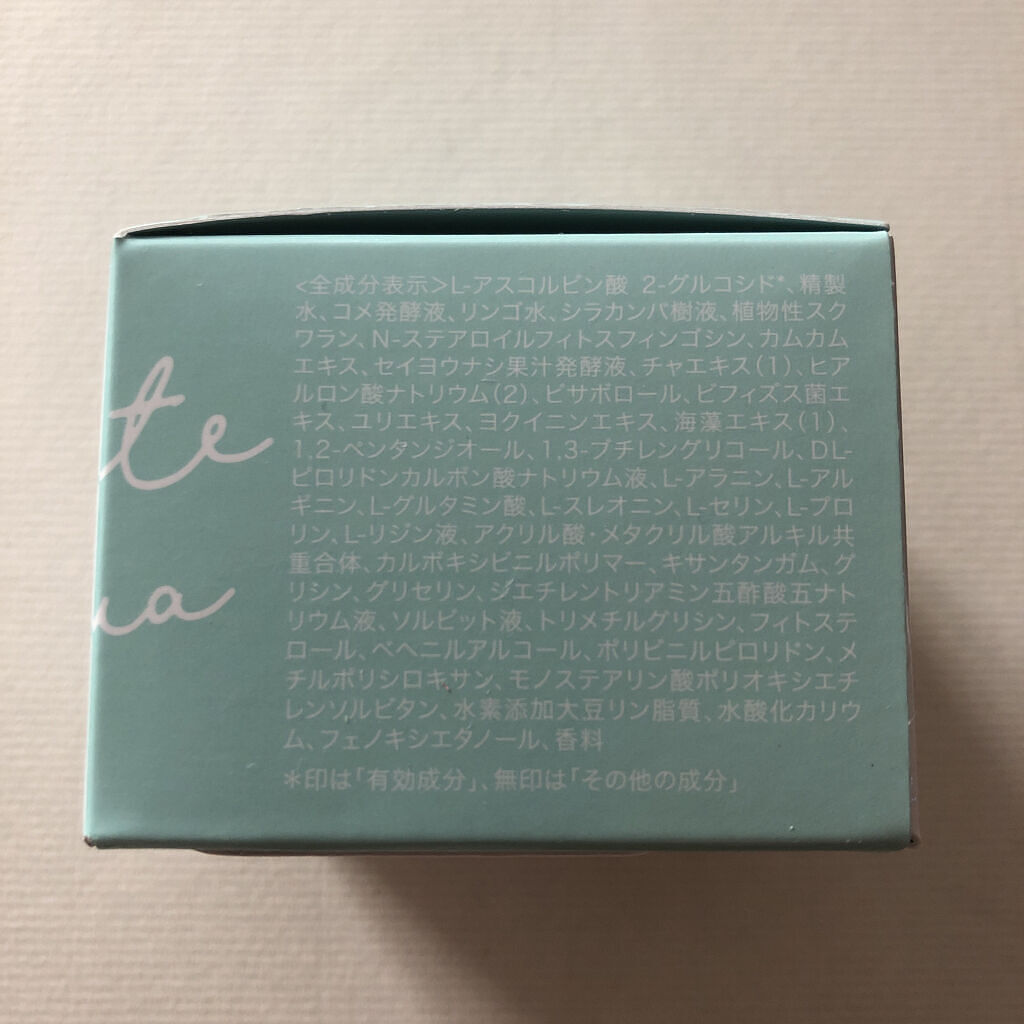 te
ua
<全成分表示>L-アスコルビン酸 2-グルコシド*、精製
水、コメ発酵液、リンゴ水、シラカンバ樹液、植物性スク
ワラン、N-ステアロイルフィトスフィンゴシン、カムカム
エキス、セイヨウナシ果汁発酵液、チャエキス(1)、ヒア
ルロン酸ナトリウム(2)、ビサボロール、ビフィズス菌エ
キス、ユリエキス、ヨクイニンエキス、海藻エキス(1)、
1,2-ペンタンジオール、1,3-ブチレングリコール、DL-
ピロリドンカルボン酸ナトリウム液、L-アラニン、L-アル
ギニン、L-グルタミン酸、L-スレオニン、L-セリン、L-プロ
リン、L-リジン液、アクリル酸・メタクリル酸アルキル共
重合体、カルボキシビニルポリマー、キサンタンガム、グ
リシン、グリセリン、ジエチレントリアミン五酢酸五ナト
リウム液、ソルビット液、トリメチルグリシン、フィトステ
ロール、ベヘニルアルコール、ポリビニルピロリドン、メ
チルポリシロキサン、モノステアリン酸ポリオキシエチ
レンソルビタン、水素添加大豆リン脂質、水酸化カリウ
ム、フェノキシエタノール、香料
*印は「有効成分」、無印は「その他の成分」